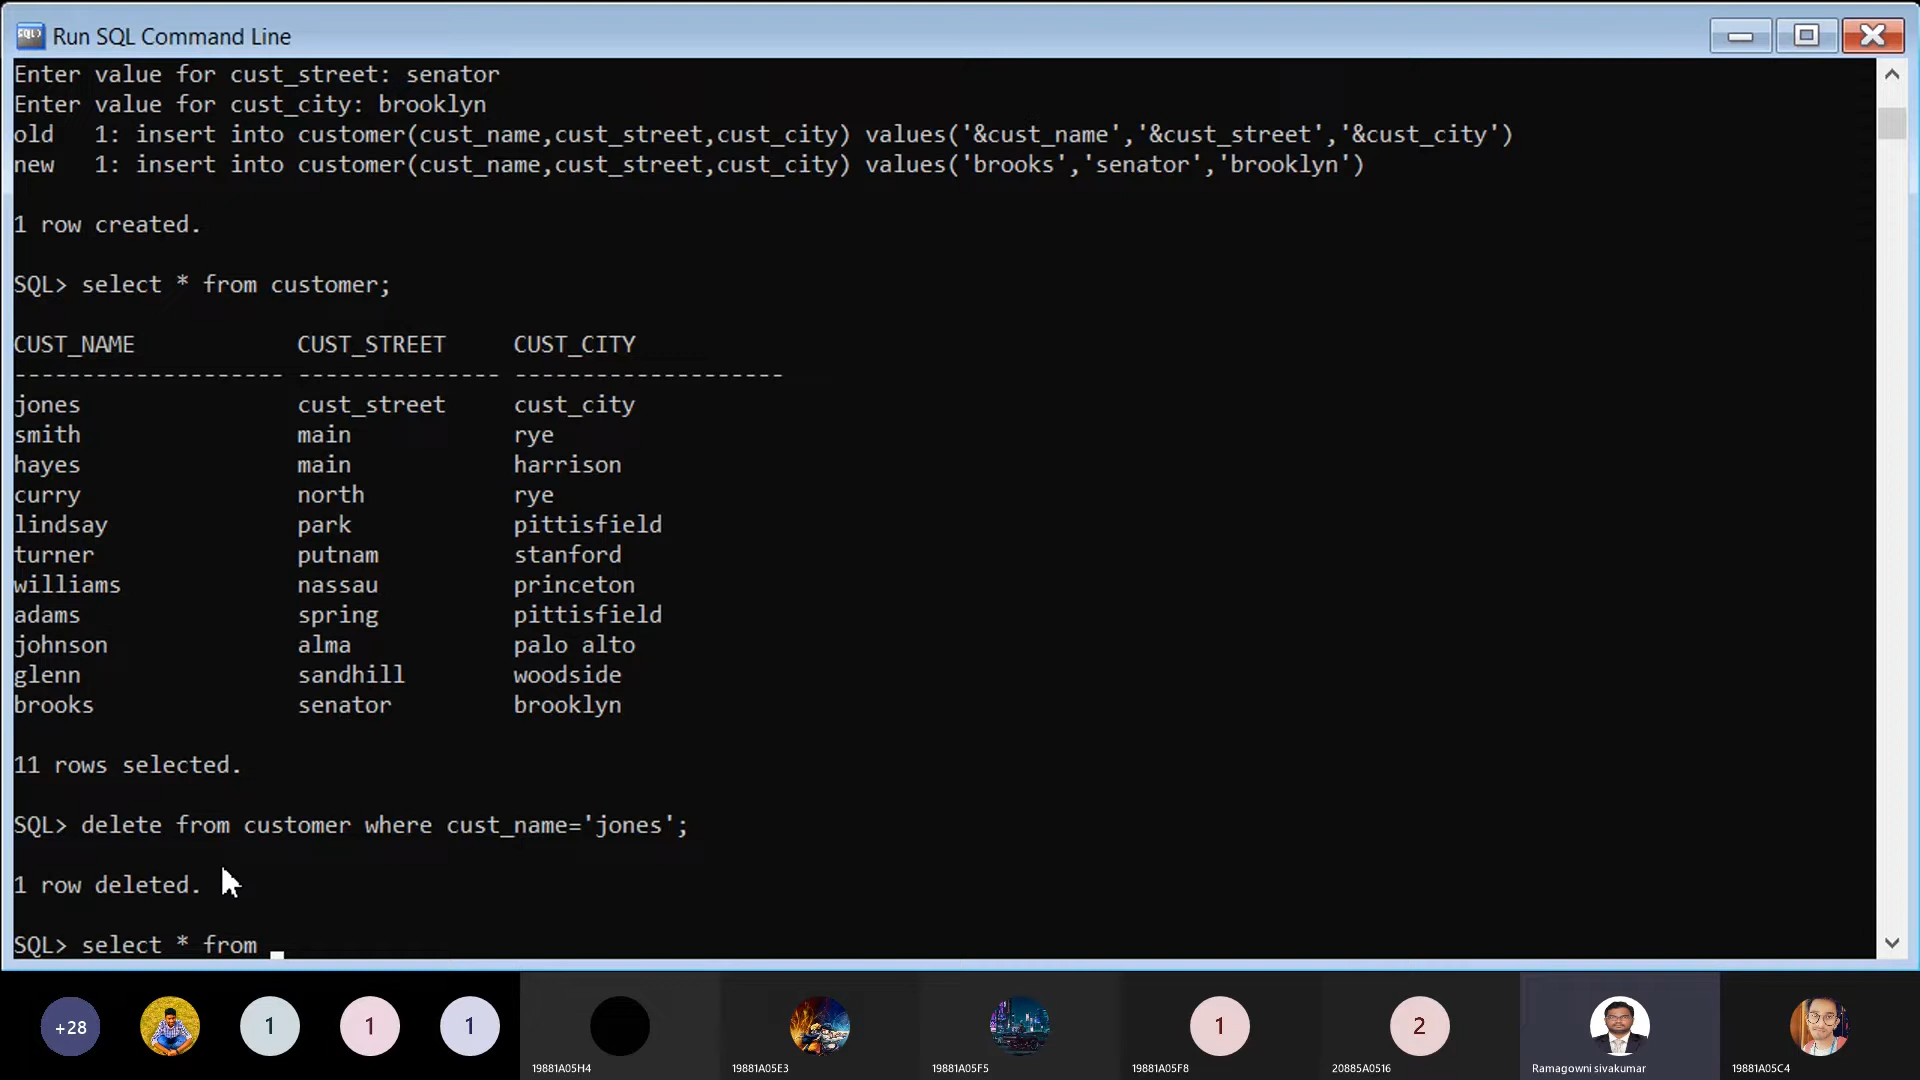 Run SQL Command Line
Enter value for cust_street: senator
Enter value for cust_city: brooklyn
old   1: insert into customer(cust_name,cust_street,cust_city) values('&cust_name','&cust_street','&cust_city')
new   1: insert into customer(cust_name,cust_street,cust_city) values('brooks','senator','brooklyn')
1 row created.
SQL> select * from customer;
CUST_NAME            CUST_STREET     CUST_CITY
-------------------- --------------- --------------------
jones                cust_street     cust_city
smith                main            rye
hayes                main            harrison
curry                north           rye
lindsay              park            pittisfield
turner               putnam          stanford
williams             nassau          princeton
adams                spring          pittisfield
johnson              alma            palo alto
glenn                sandhill        woodside
brooks               senator         brooklyn
11 rows selected.
SQL> delete from customer where cust_name='jones';
1 row deleted.
SQL> select * from _
+28 1 1 1 1 2
19881A05H4 19881A05E3 19881A05F5 19881A05F8 20885A0516 Ramagowni sivakumar 19881A05C4